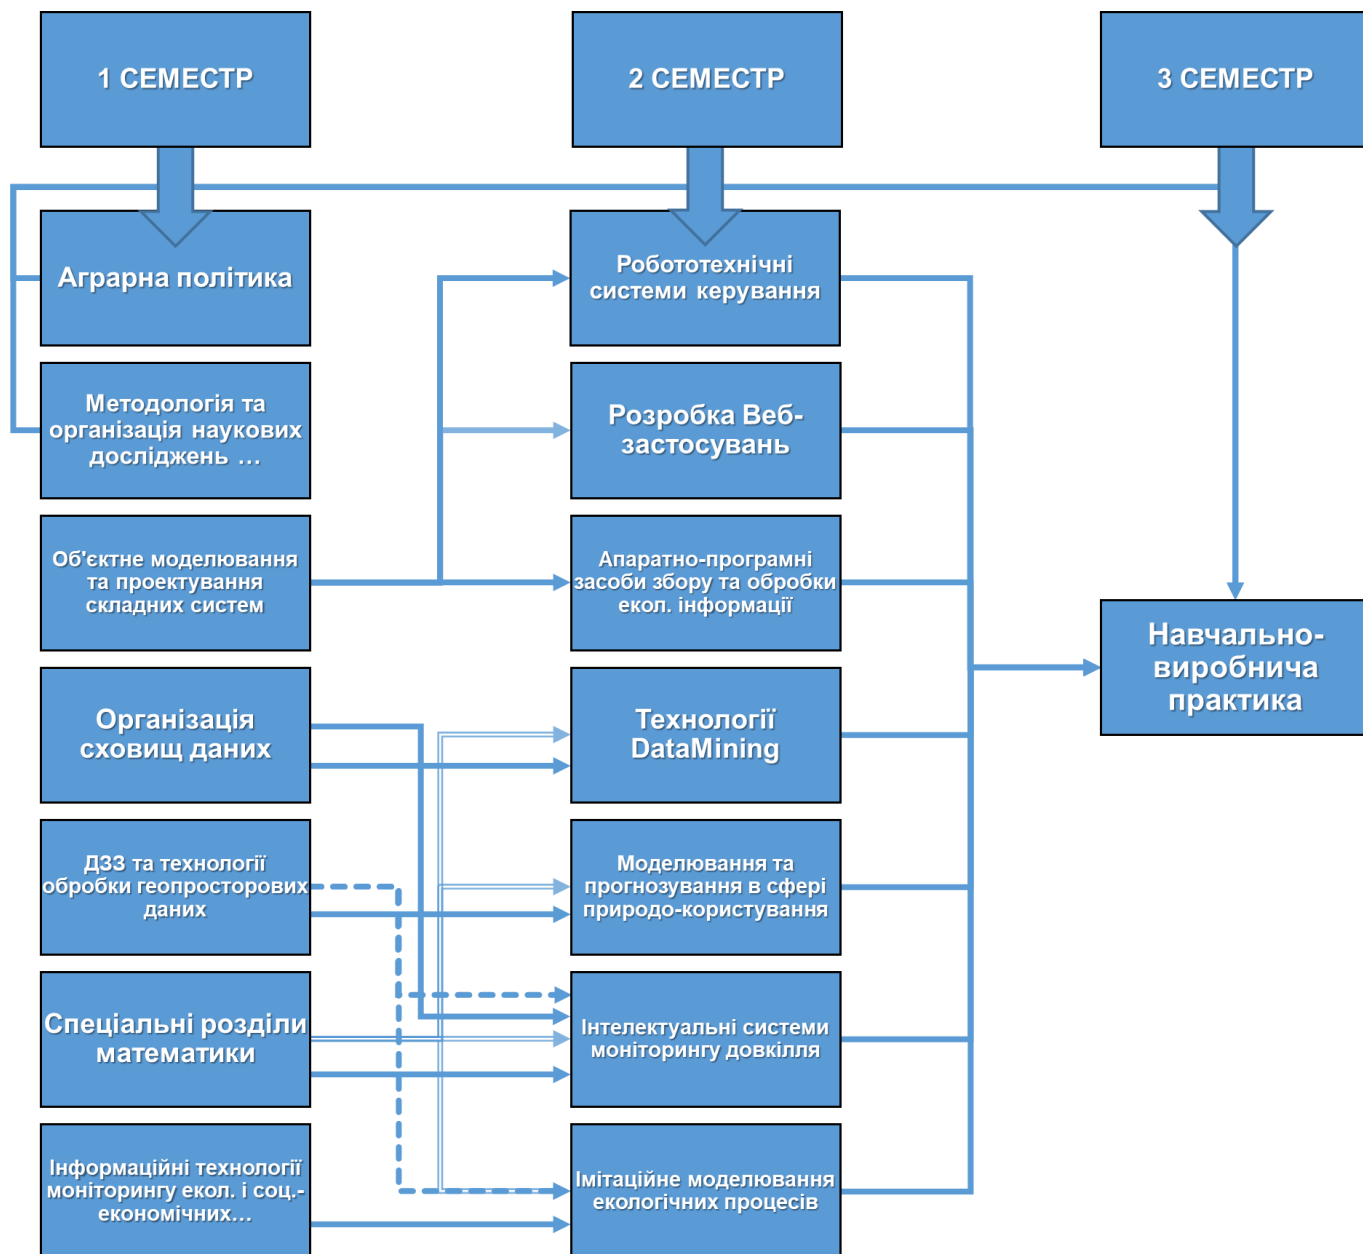 1 СЕМЕСТР
2 СЕМЕСТР
3 СЕМЕСТР
Аграрна політика
Методологія та
організація наукових
досліджень …
Об'єктне моделювання
та проектування
складних систем
Організація
сховищ даних
ДЗЗ та технології
обробки геопросторових
даних
Спеціальні розділи
математики
Інформаційні технології
моніторингу екол. і соц.-
економічних…
Робототехнічні
системи керування
Розробка Веб-
застосувань
Апаратно-програмні
засоби збору та обробки
екол. інформації
Технології
DataMining
Моделювання та
прогнозування в сфері
природо-користування
Інтелектуальні системи
моніторингу довкілля
Імітаційне моделювання
екологічних процесів
Навчально-
виробнича
практика